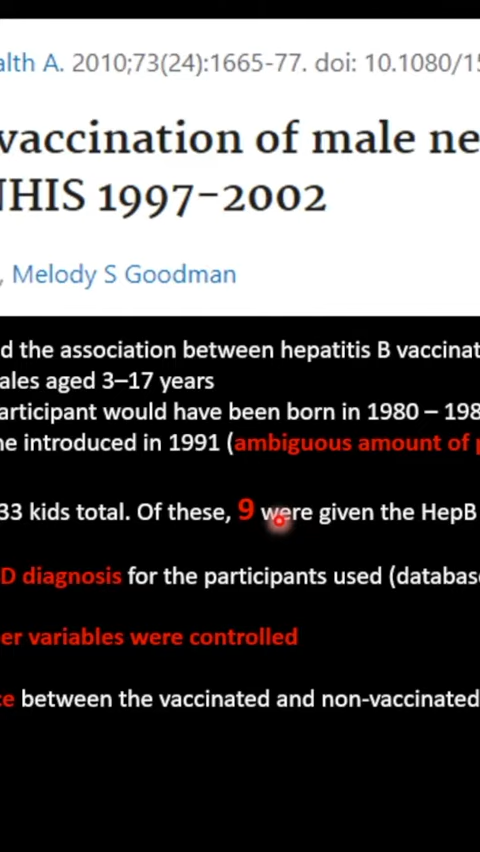 alth A. 2010;73(24):1665-77. doi: 10.1080/15
vaccination of male ne
NHIS 1997-2002
, Melody S Goodman
d the association between hepatitis B vaccinat
ales aged 3–17 years
articipant would have been born in 1980 – 198
ne introduced in 1991 (ambiguous amount of p
33 kids total. Of these, 9 were given the HepB
D diagnosis for the participants used (database
er variables were controlled
ce between the vaccinated and non-vaccinated